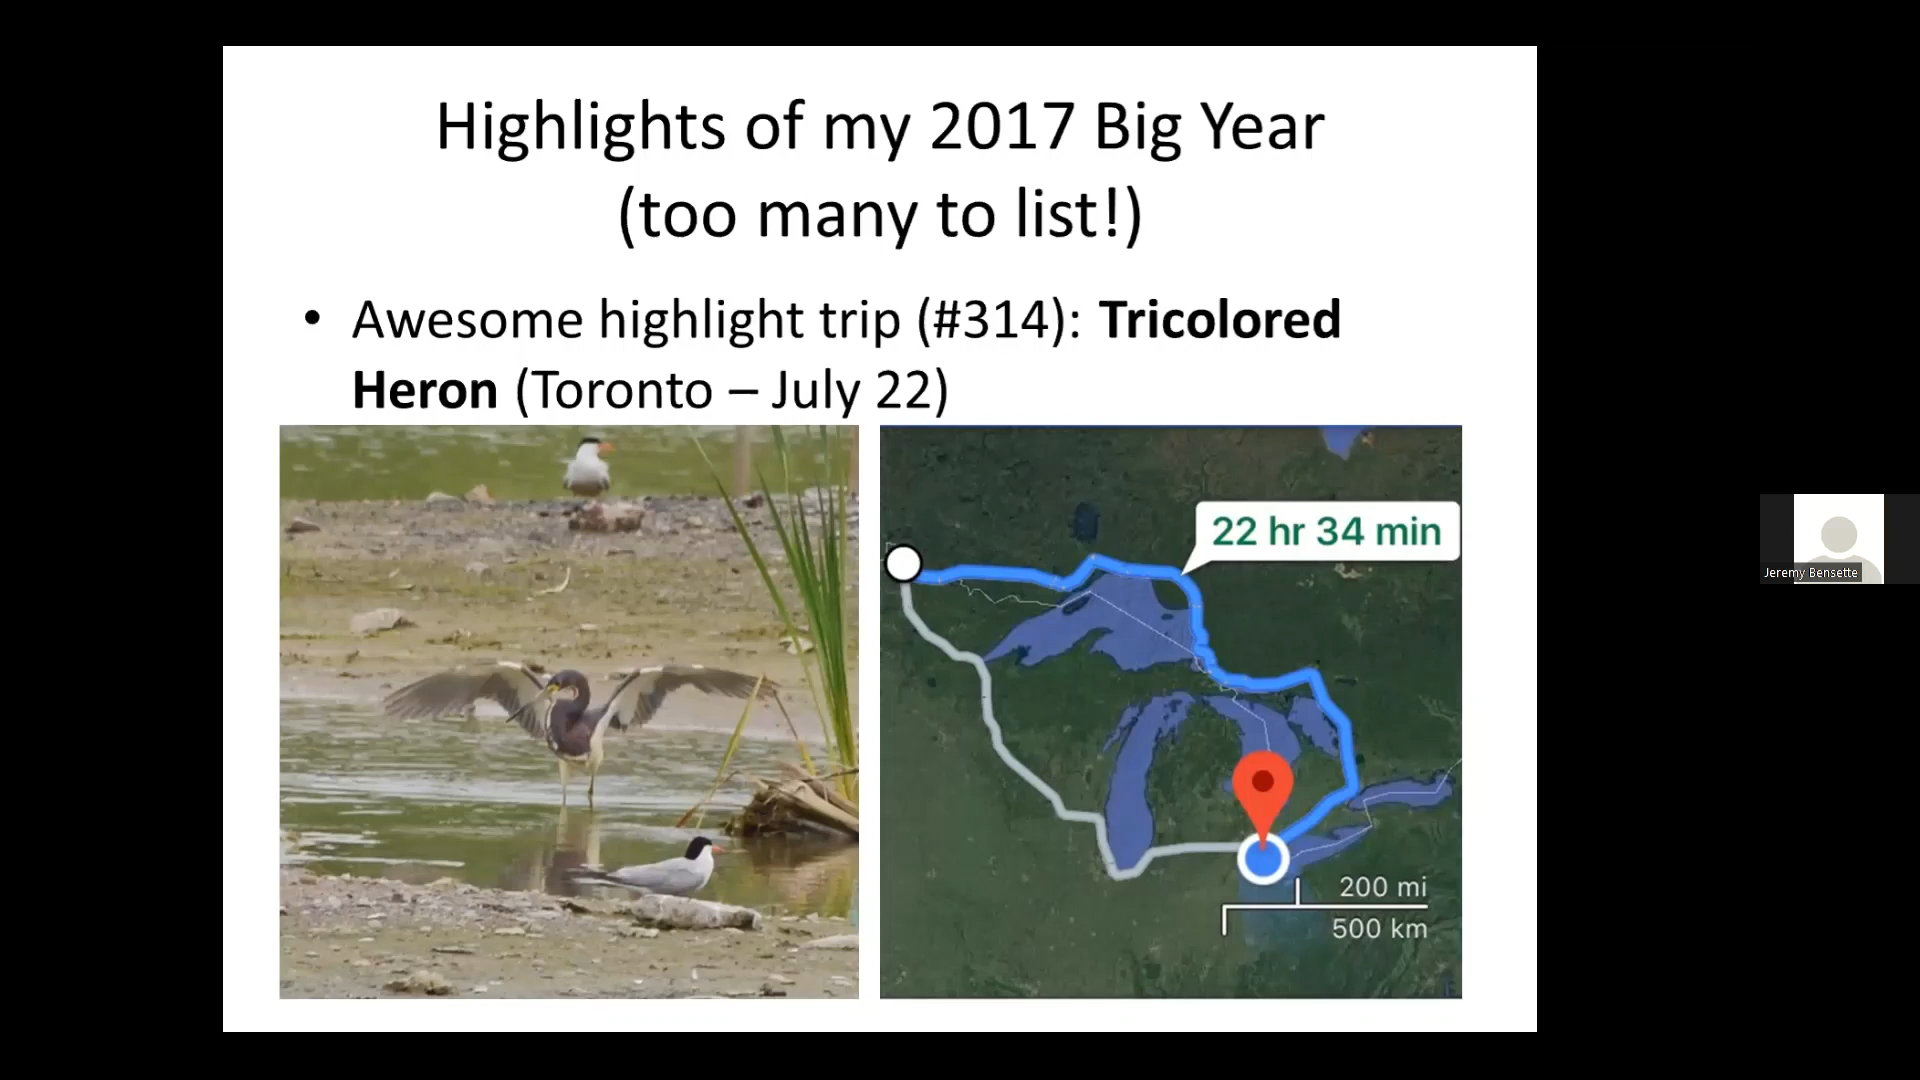 Highlights of my 2017 Big Year
(too many to list!)
• Awesome highlight trip (#314): Tricolored
Heron (Toronto – July 22)
22 hr 34 min
200 mi
500 km
Jeremy Bensette